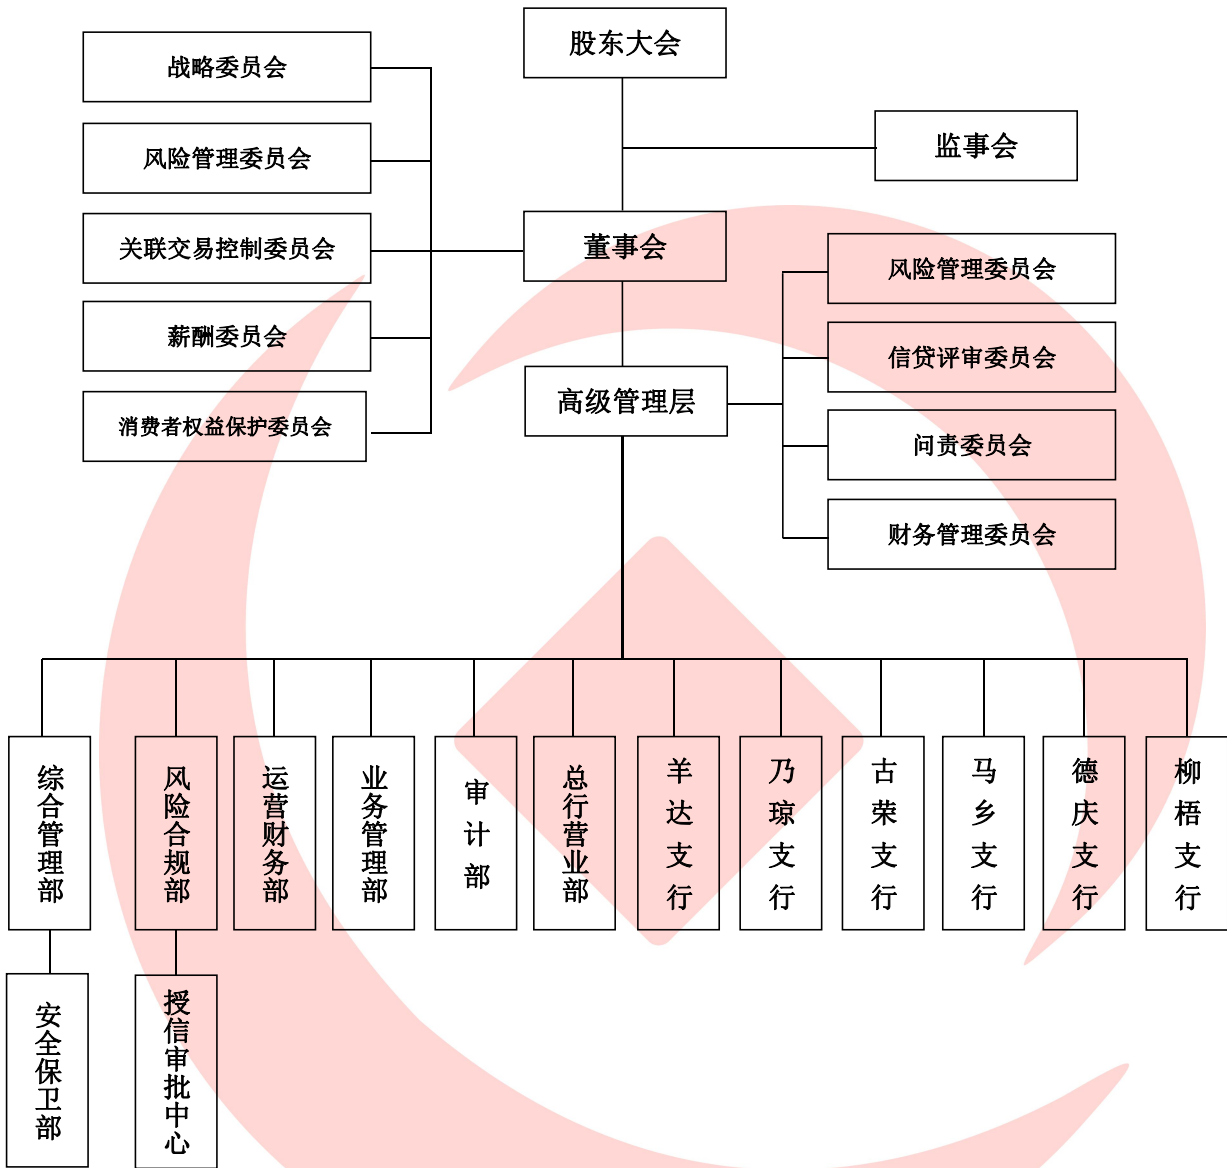 股东大会
战略委员会
监事会
风险管理委员会
关联交易控制委员会
董事会
风险管理委员会
薪酬委员会
信贷评审委员会
高级管理层
消费者权益保护委员会
问责委员会
财务管理委员会
综合管理部
风险合规部
运营财务部
业务管理部
审计部
总行营业部
羊达支行
乃琼支行
古荣支行
马乡支行
德庆支行
柳梧支行
安全保卫部
授信审批中心